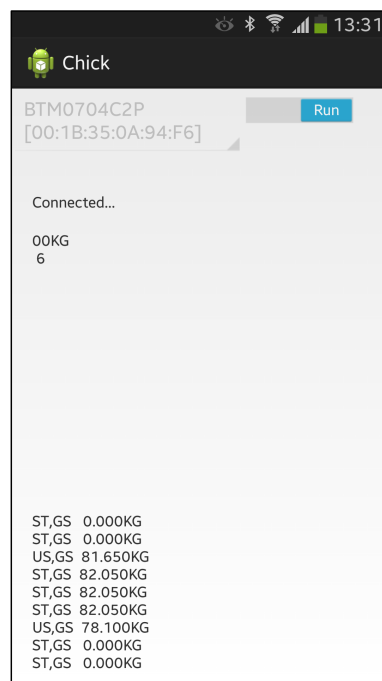 13:31
Chick
BTM0704C2P
[00:1B:35:0A:94:F6]
Run
Connected...
00KG
6
ST,GS 0.000KG
ST,GS 0.000KG
US,GS 81.650KG
ST,GS 82.050KG
ST,GS 82.050KG
ST,GS 82.050KG
US,GS 78.100KG
ST,GS 0.000KG
ST,GS 0.000KG